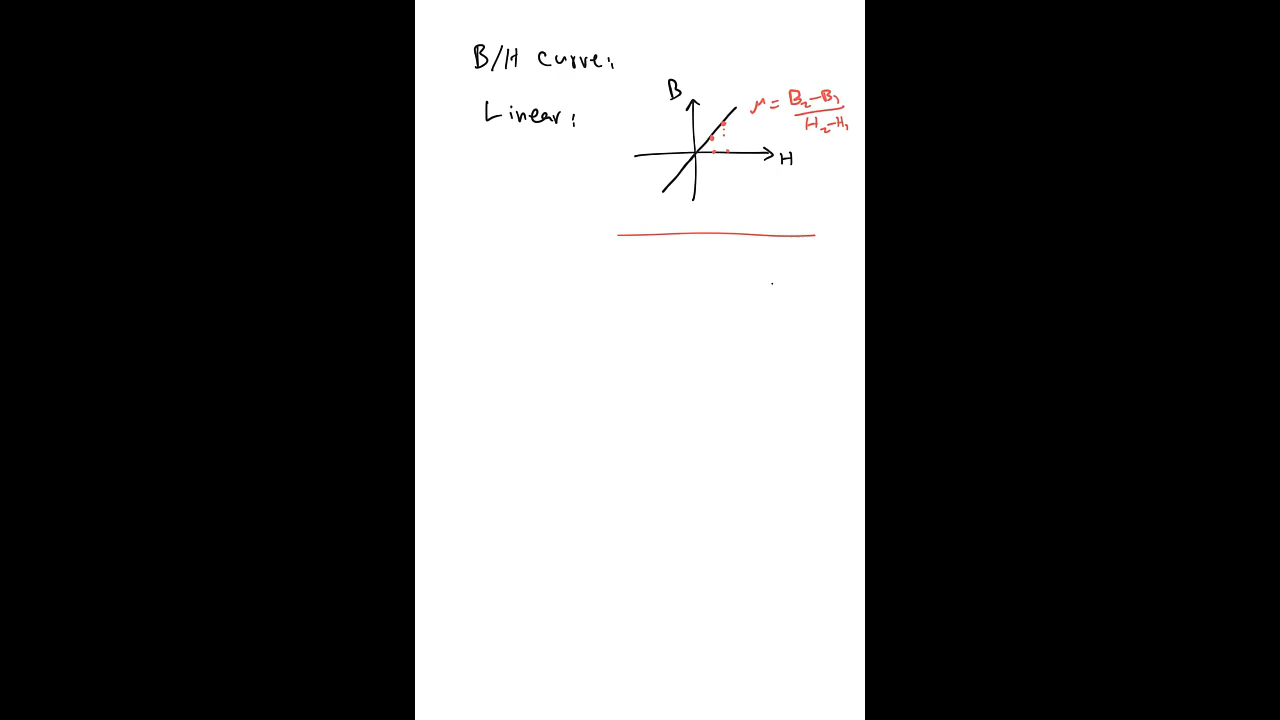 B/H curve:
Linear:
B
μ = B₂-B₁ / H₂-H₁
H